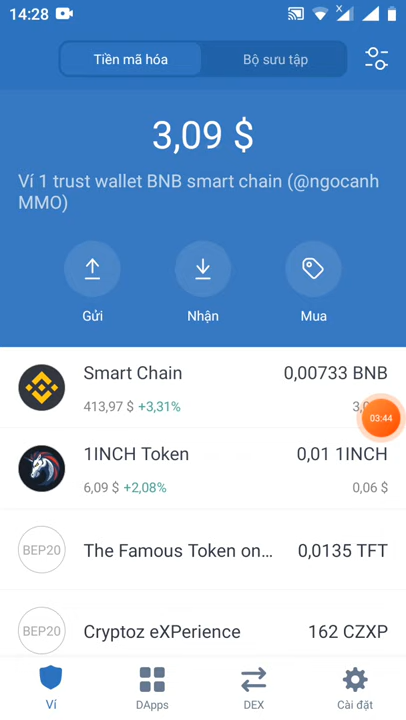 14:28
Tiền mã hóa
Bộ sưu tập
3,09 $
Ví 1 trust wallet BNB smart chain (@ngocanh
MMO)
Gửi
Nhận
Mua
Smart Chain
0,00733 BNB
413,97 $ +3,31%
03:44
1INCH Token
0,01 1INCH
6,09 $ +2,08%
0,06 $
BEP20
The Famous Token on...
0,0135 TFT
BEP20
Cryptoz eXPerience
162 CZXP
Ví
DApps
DEX
Cài đặt